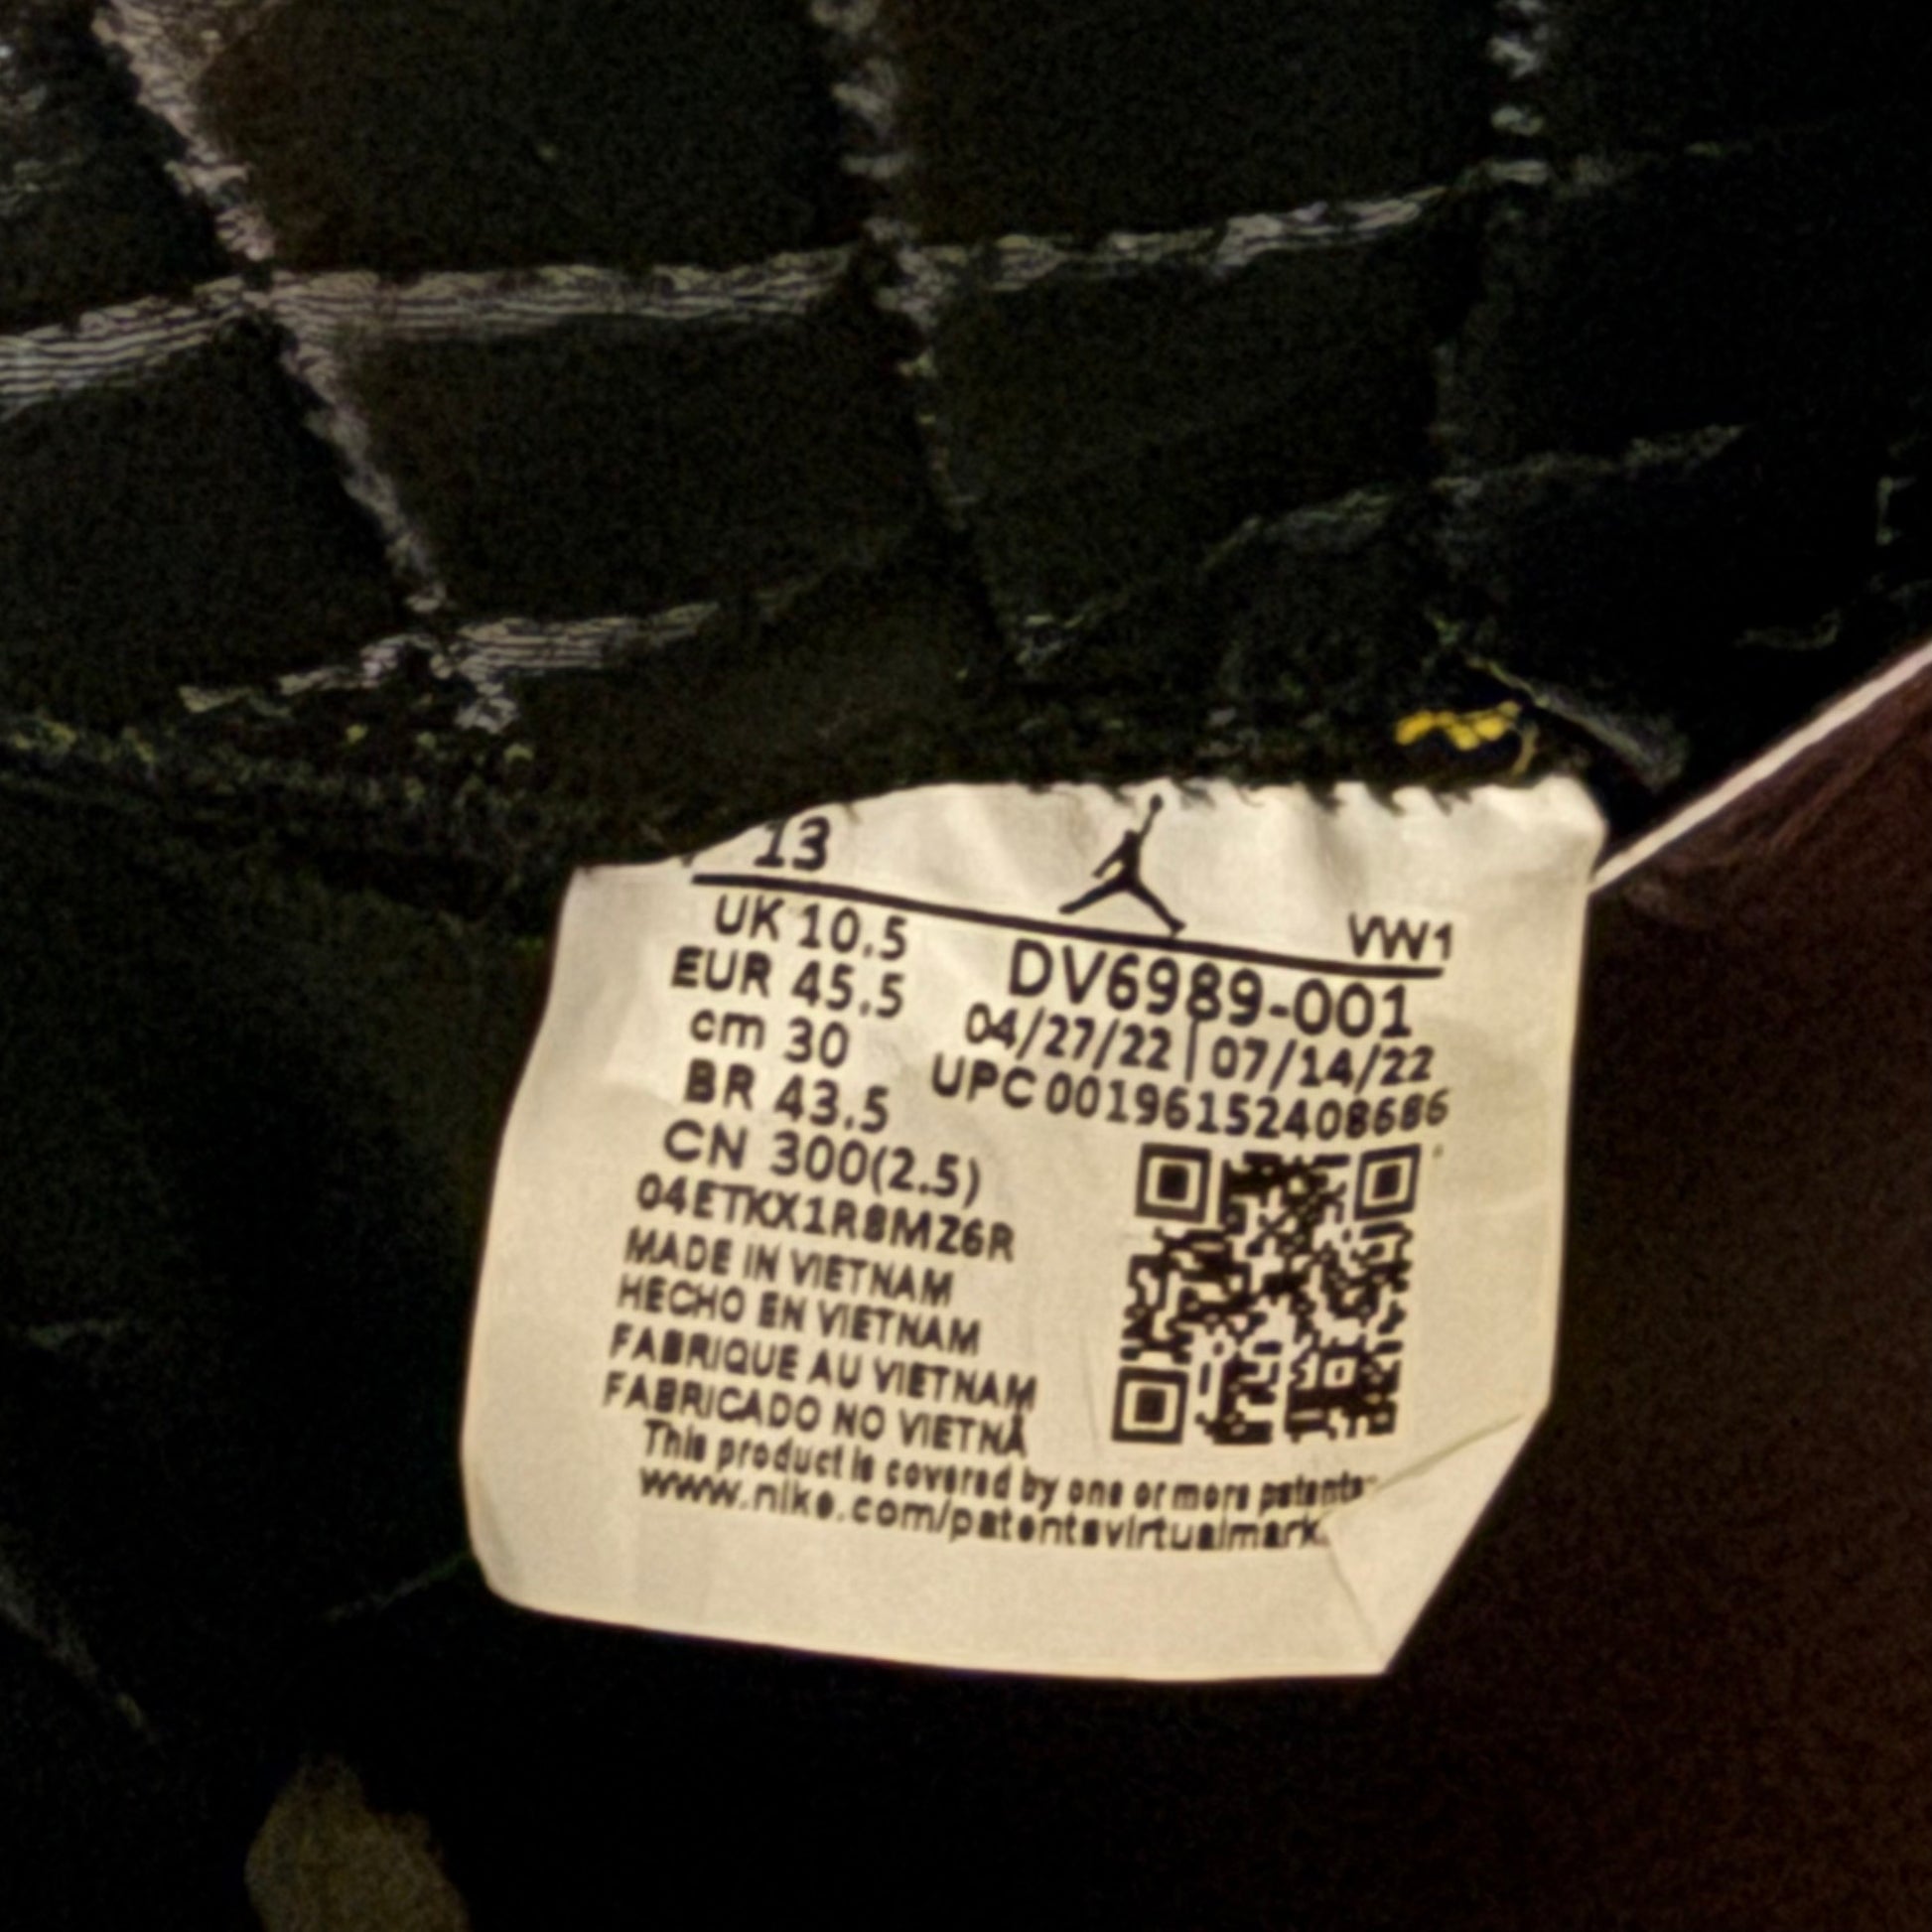 13
VW1
UK 10.5
EUR 45.5
cm 30
BR 43.5
CN 300(2.5)
DV6989-001
04/27/22 | 07/14/22
UPC 00196152408686
04ETKX1R8MZ6R
MADE IN VIETNAM
HECHO EN VIETNAM
FABRIQUE AU VIETNAM
FABRICADO NO VIETNÃ
This product is covered by one or more patents
www.nike.com/patentsvirtualmark